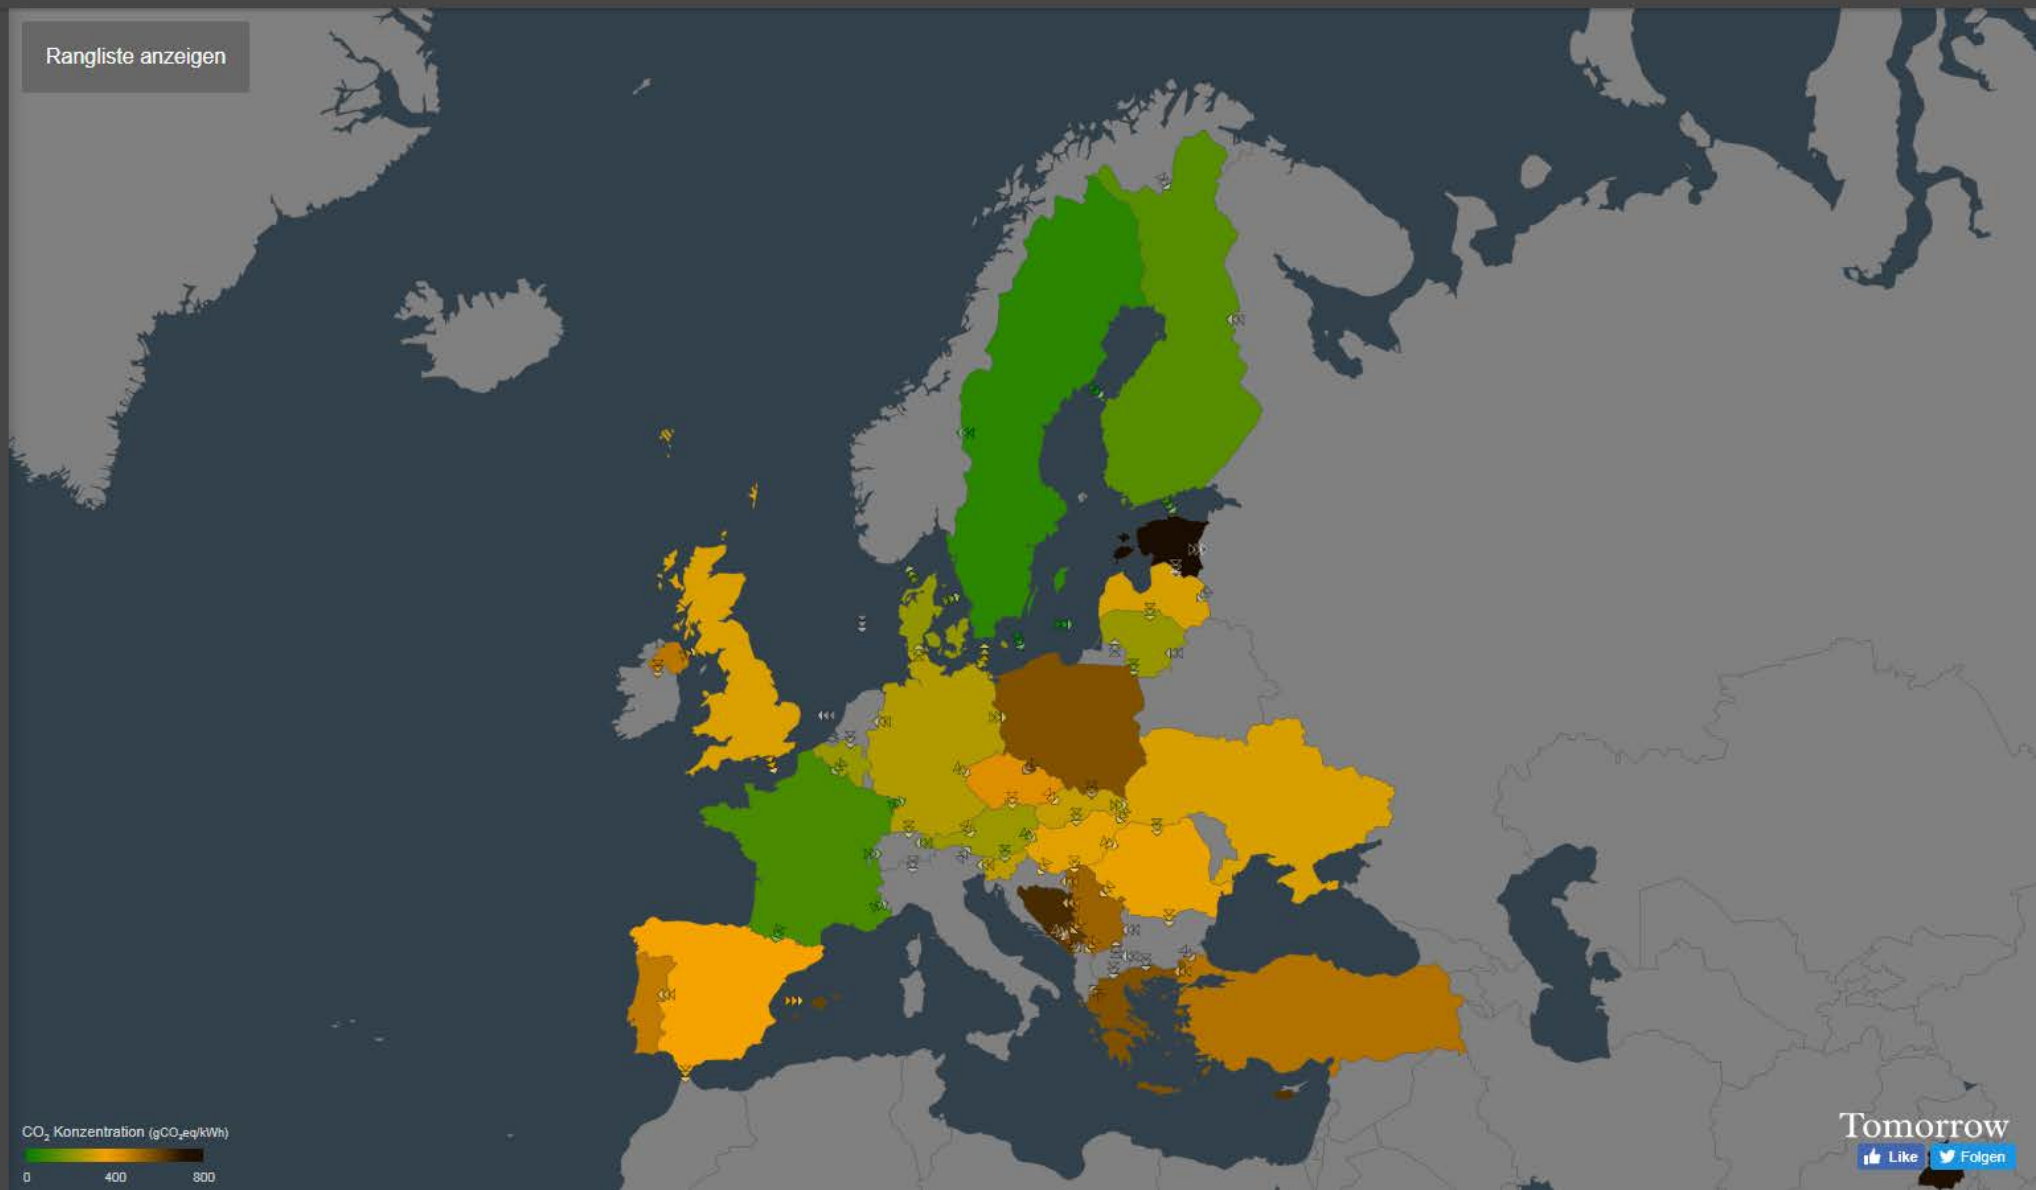 Rangliste anzeigen
CO₂ Konzentration (gCO₂eq/kWh)
0 400 800
Tomorrow
Like Folgen